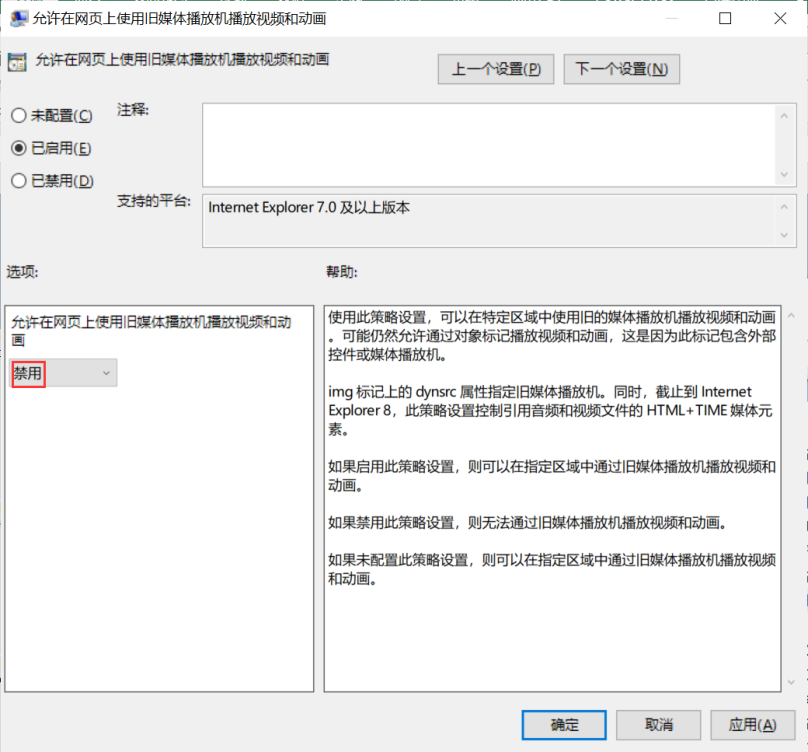 允许在网页上使用旧媒体播放机播放视频和动画
允许在网页上使用旧媒体播放机播放视频和动画
上一个设置(P)
下一个设置(N)
未配置(C)
注释:
已启用(E)
已禁用(D)
支持的平台:
Internet Explorer 7.0 及以上版本
选项:
帮助:
允许在网页上使用旧媒体播放机播放视频和动
画
禁用
使用此策略设置，可以在特定区域中使用旧的媒体播放机播放视频和动画
。可能仍然允许通过对象标记播放视频和动画，这是因为此标记包含外部
控件或媒体播放机。
img 标记上的 dynsrc 属性指定旧媒体播放机。同时，截止到 Internet
Explorer 8，此策略设置控制引用音频和视频文件的 HTML+TIME 媒体元
素。
如果启用此策略设置，则可以在指定区域中通过旧媒体播放机播放视频和
动画。
如果禁用此策略设置，则无法通过旧媒体播放机播放视频和动画。
如果未配置此策略设置，则可以在指定区域中通过旧媒体播放机播放视频
和动画。
确定
取消
应用(A)